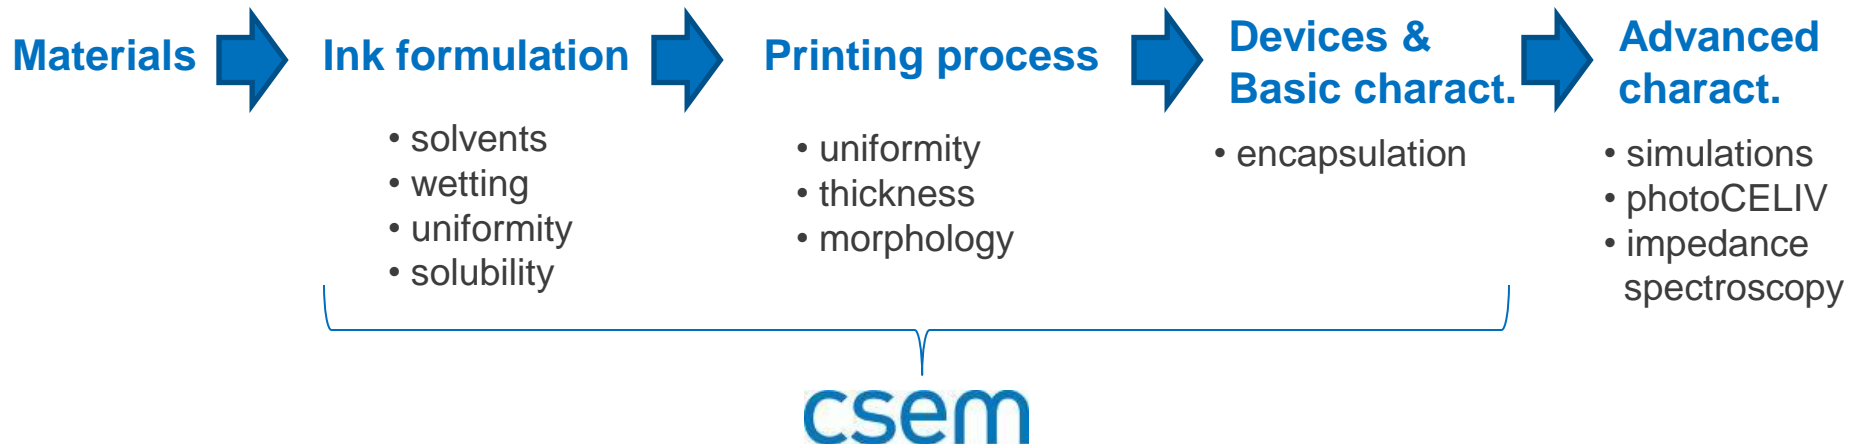 Materials
Ink formulation
• solvents
• wetting
• uniformity
• solubility
Printing process
• uniformity
• thickness
• morphology
Devices &
Basic charact.
• encapsulation
Advanced
charact.
• simulations
• photoCELIV
• impedance
spectroscopy
csem